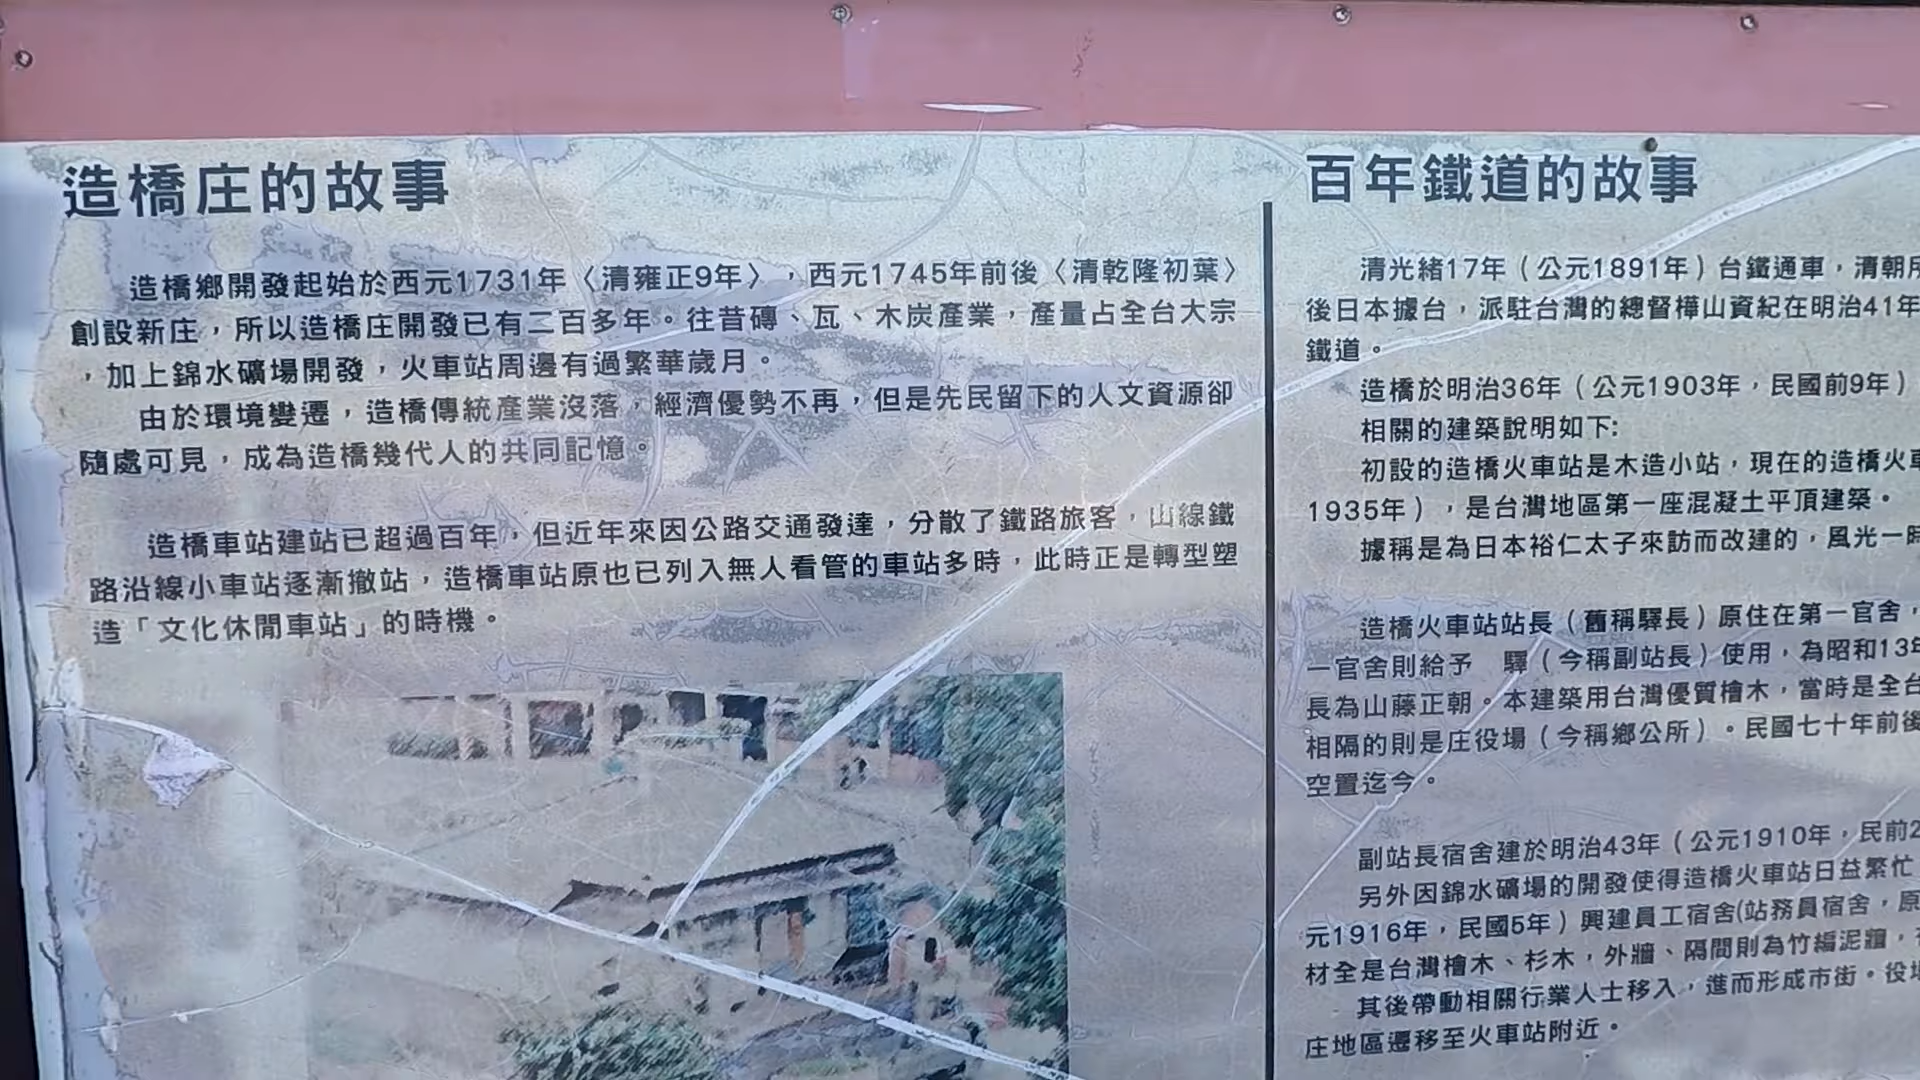 造橋庄的故事
造橋鄉開發起始於西元1731年〈清雍正9年〉，西元1745年前後〈清乾隆初葉〉
創設新庄，所以造橋庄開發已有二百多年。往昔磚、瓦、木炭產業，產量占全台大宗
，加上錦水礦場開發，火車站周邊有過繁華歲月。
由於環境變遷，造橋傳統產業沒落，經濟優勢不再，但是先民留下的人文資源卻
隨處可見，成為造橋幾代人的共同記憶。
造橋車站建站已超過百年，但近年來因公路交通發達，分散了鐵路旅客，山線鐵
路沿線小車站逐漸撤站，造橋車站原也已列入無人看管的車站多時，此時正是轉型塑
造「文化休閒車站」的時機。
百年鐵道的故事
清光緒17年（公元1891年）台鐵通車，清朝所
後日本據台，派駐台灣的總督樺山資紀在明治41年
鐵道。
造橋於明治36年（公元1903年，民國前9年）
相關的建築說明如下:
初設的造橋火車站是木造小站，現在的造橋火車
1935年），是台灣地區第一座混凝土平頂建築。
據稱是為日本裕仁太子來訪而改建的，風光一時
造橋火車站站長（舊稱驛長）原住在第一官舍，
一官舍則給予 驛（今稱副站長）使用，為昭和13年
長為山藤正朝。本建築用台灣優質檜木，當時是全台
相隔的則是庄役場（今稱鄉公所）。民國七十年前後
空置迄今。
副站長宿舍建於明治43年（公元1910年，民前2
另外因錦水礦場的開發使得造橋火車站日益繁忙
元1916年，民國5年）興建員工宿舍(站務員宿舍，原
材全是台灣檜木、杉木，外牆、隔間則為竹編泥牆，
其後帶動相關行業人士移入，進而形成市街。役場
庄地區遷移至火車站附近。